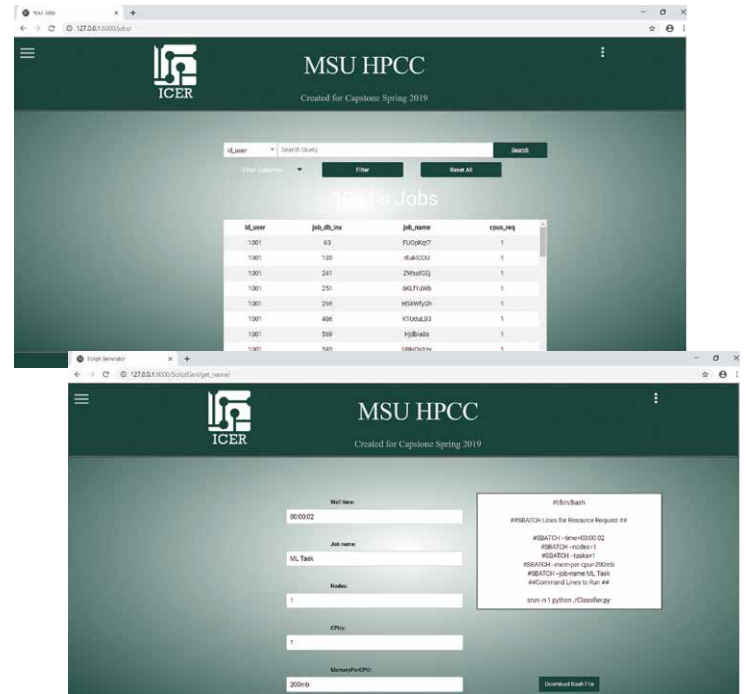 Your Jobs
127.0.0.1:8000/jobs/
ICER
MSU HPCC
Created for Capstone Spring 2019
id_user
Search Query
Search
Filter Columns
Filter
Reset All
1001's Jobs
id_user job_db_inx job_name cpus_req
1001 63 1
1001 135 1
1001 241 1
1001 251 6KLf1uWb 1
1001 259 1
1001 486 1
1001 569 1
1001 595 1
Script Generator
127.0.0.1:8000/ScriptGen/get_name/
ICER
MSU HPCC
Created for Capstone Spring 2019
Wall time:
00:00:02
Job name:
ML Task
Nodes:
1
CPUs:
1
MemoryPerCPU:
200mb
#!/bin/bash
##SBATCH Lines for Resource Request ##
#SBATCH --time=00:00:02
#SBATCH --nodes=1
#SBATCH --tasks=1
#SBATCH --mem-per-cpu=200mb
#SBATCH --job-name ML Task
##Command Lines to Run ##
srun -n 1 python ./Classifier.py
Download Bash File